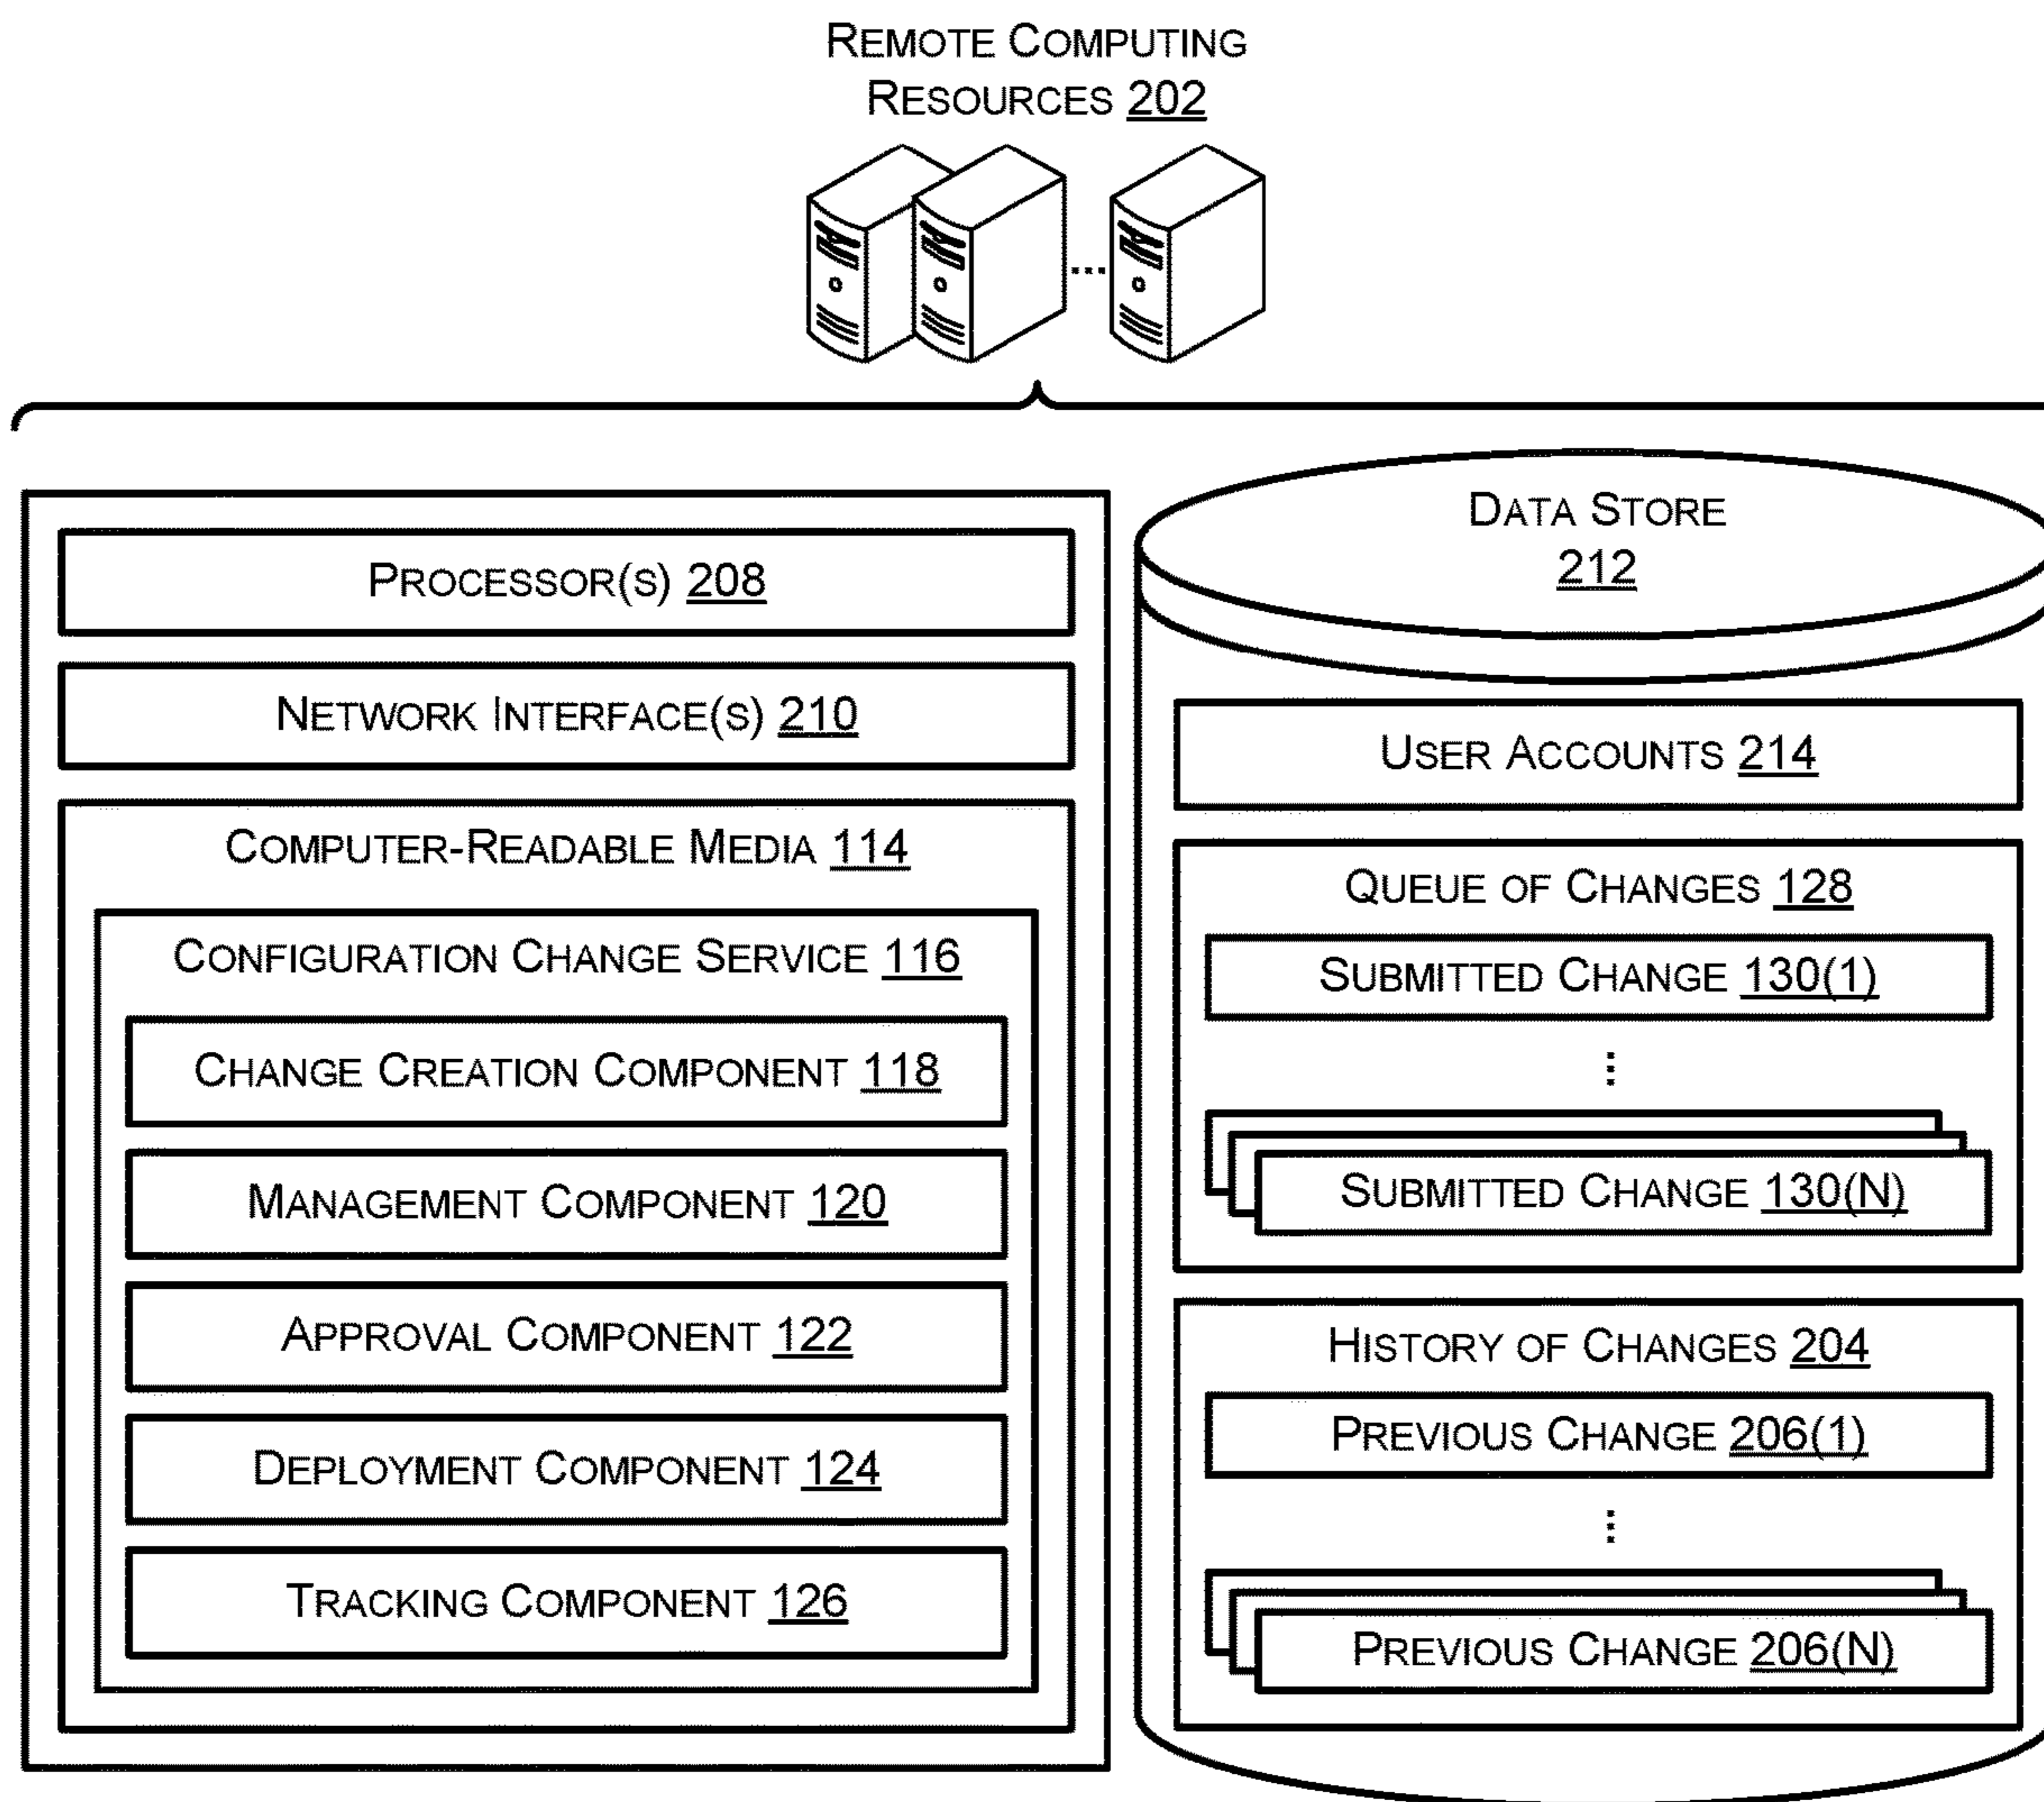 REMOTE COMPUTING
RESOURCES 202
...
PROCESSOR(S) 208
NETWORK INTERFACE(S) 210
COMPUTER-READABLE MEDIA 114
CONFIGURATION CHANGE SERVICE 116
CHANGE CREATION COMPONENT 118
MANAGEMENT COMPONENT 120
APPROVAL COMPONENT 122
DEPLOYMENT COMPONENT 124
TRACKING COMPONENT 126
DATA STORE
212
USER ACCOUNTS 214
QUEUE OF CHANGES 128
SUBMITTED CHANGE 130(1)
...
SUBMITTED CHANGE 130(N)
HISTORY OF CHANGES 204
PREVIOUS CHANGE 206(1)
...
PREVIOUS CHANGE 206(N)